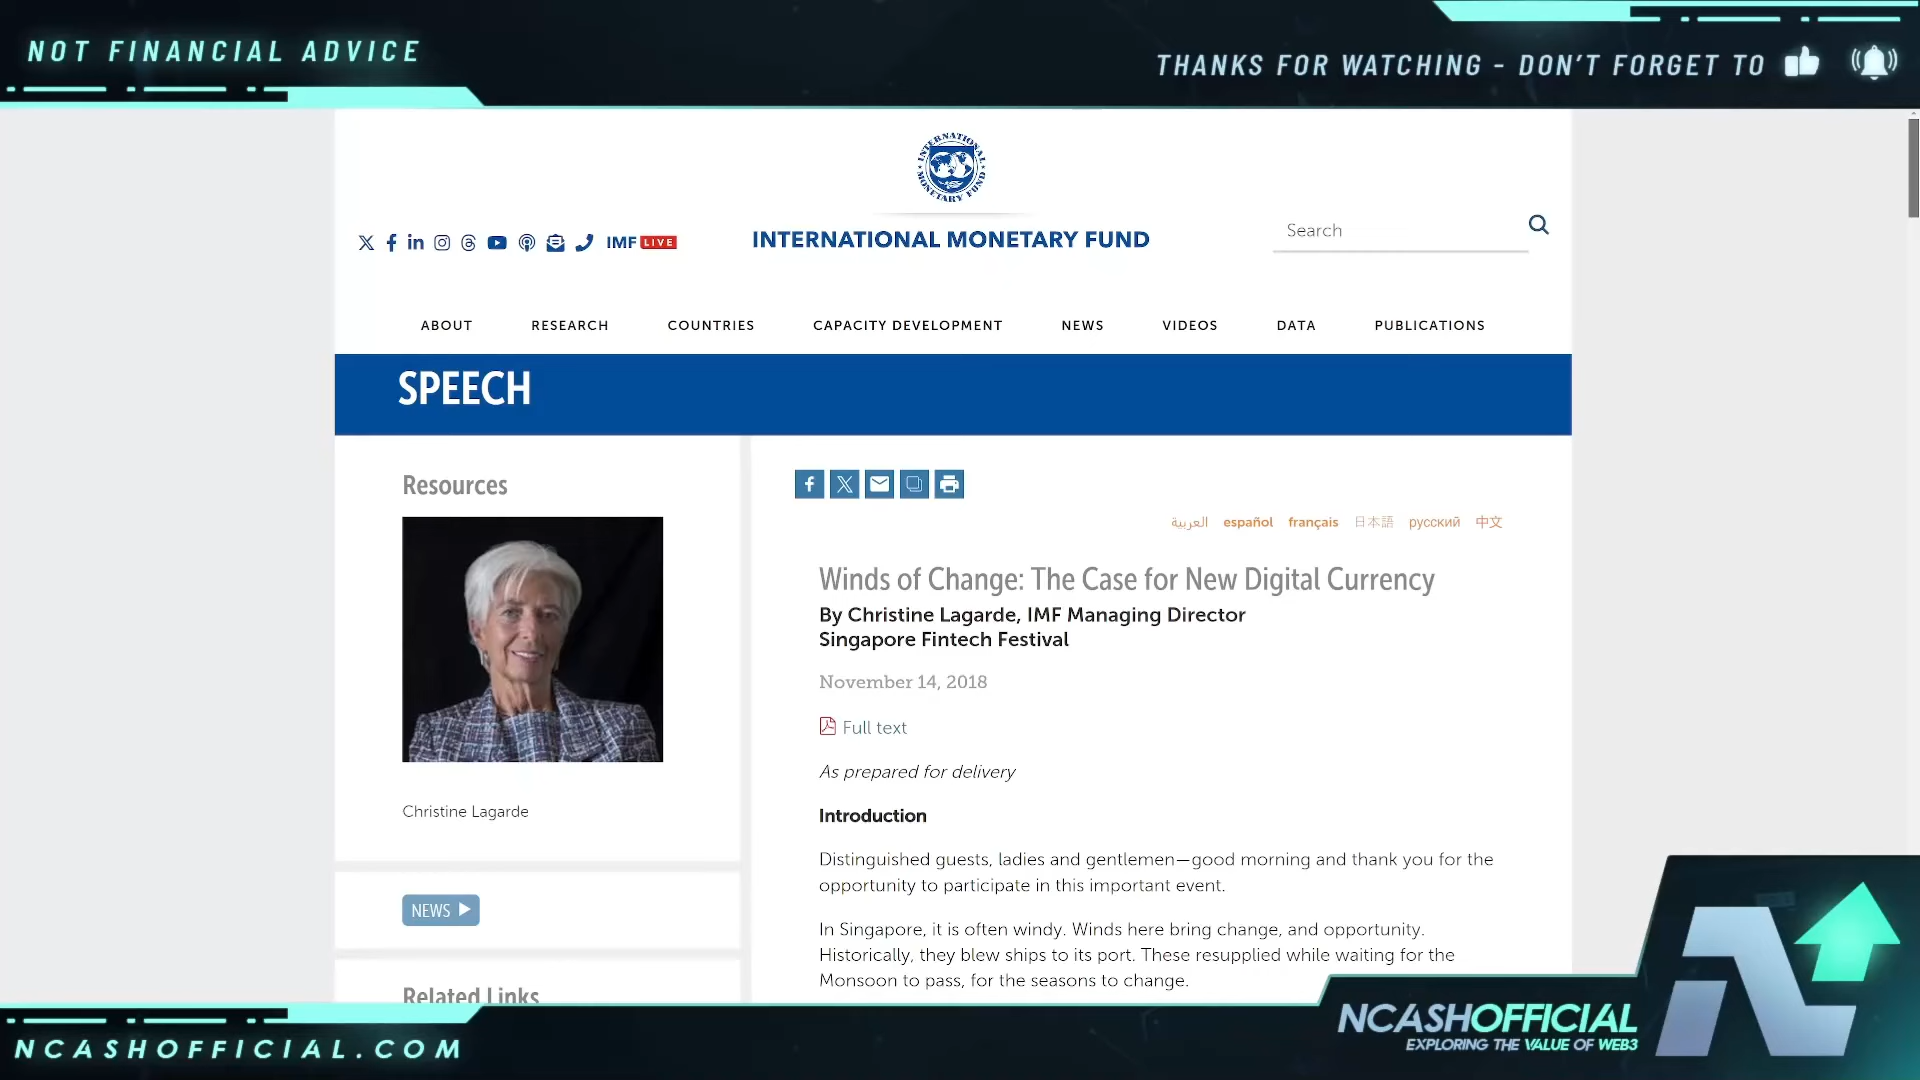 NOT FINANCIAL ADVICE
THANKS FOR WATCHING - DON'T FORGET TO
INTERNATIONAL MONETARY FUND
IMF LIVE
INTERNATIONAL MONETARY FUND
Search
ABOUT RESEARCH COUNTRIES CAPACITY DEVELOPMENT NEWS VIDEOS DATA PUBLICATIONS
SPEECH
Resources
Christine Lagarde
NEWS
Related Links
العربية español français 日本語 русский 中文
Winds of Change: The Case for New Digital Currency
By Christine Lagarde, IMF Managing Director
Singapore Fintech Festival
November 14, 2018
Full text
As prepared for delivery
Introduction
Distinguished guests, ladies and gentlemen—good morning and thank you for the
opportunity to participate in this important event.
In Singapore, it is often windy. Winds here bring change, and opportunity.
Historically, they blew ships to its port. These resupplied while waiting for the
Monsoon to pass, for the seasons to change.
NCASHOFFICIAL.COM
NCASHOFFICIAL
EXPLORING THE VALUE OF WEB3